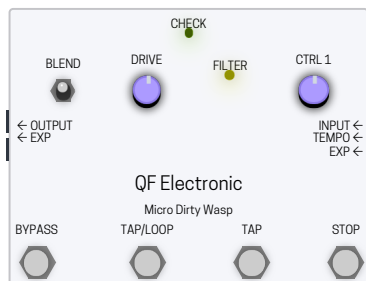 CHECK
BLEND
DRIVE
FILTER
CTRL 1
← OUTPUT
← EXP
INPUT ←
TEMPO ←
EXP ←
QF Electronic
Micro Dirty Wasp
BYPASS
TAP/LOOP
TAP
STOP